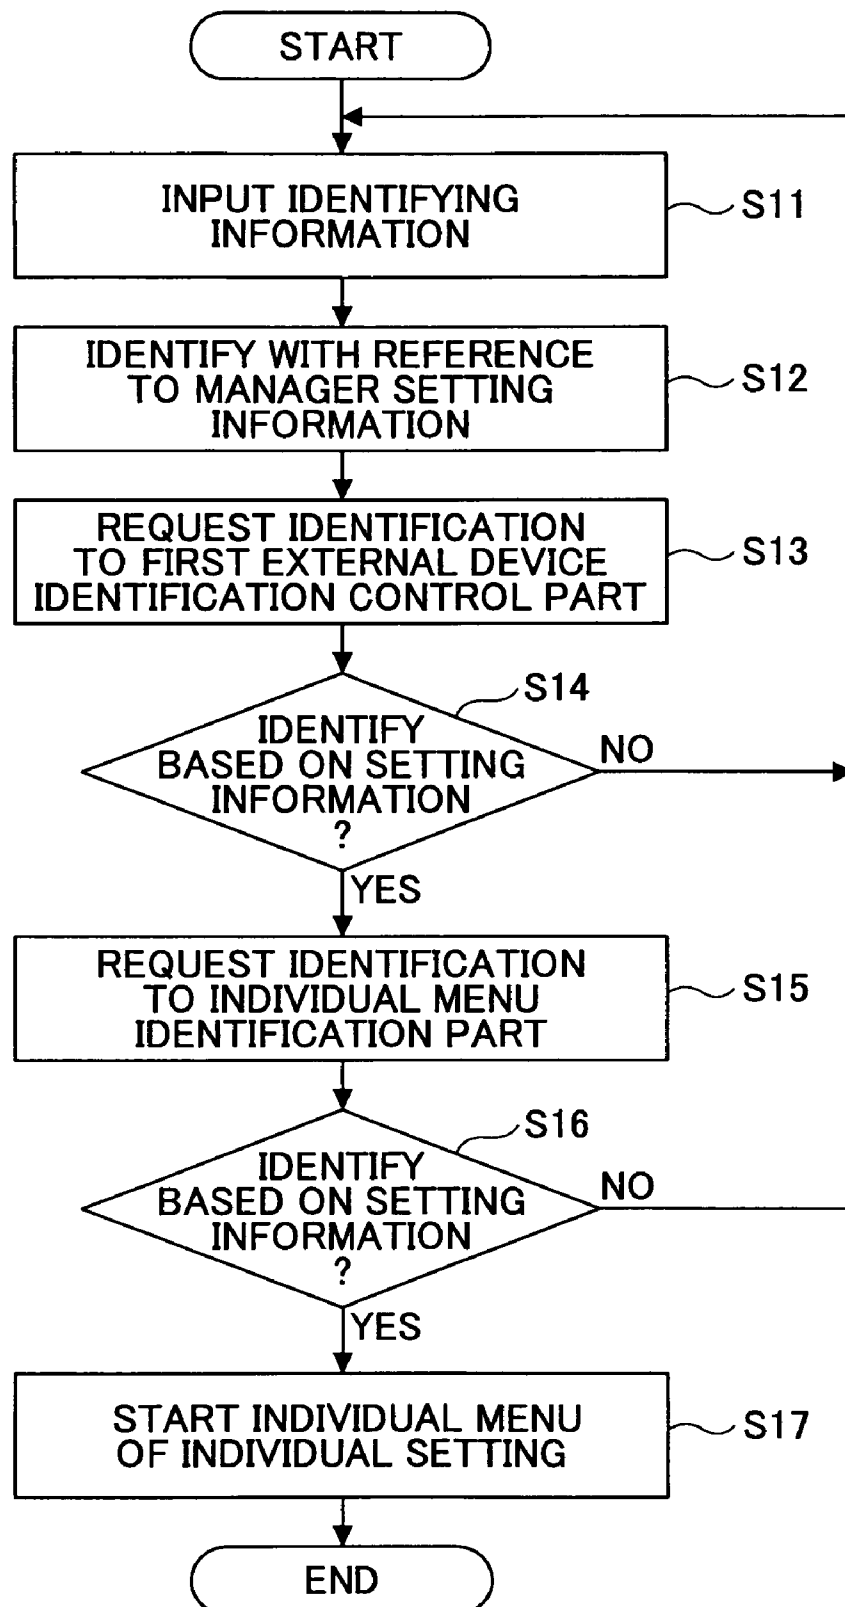 START
INPUT IDENTIFYING
INFORMATION
S11
IDENTIFY WITH REFERENCE
TO MANAGER SETTING
INFORMATION
S12
REQUEST IDENTIFICATION
TO FIRST EXTERNAL DEVICE
IDENTIFICATION CONTROL PART
S13
S14
IDENTIFY
BASED ON SETTING
INFORMATION
?
NO
YES
REQUEST IDENTIFICATION
TO INDIVIDUAL MENU
IDENTIFICATION PART
S15
S16
IDENTIFY
BASED ON SETTING
INFORMATION
?
NO
YES
START INDIVIDUAL MENU
OF INDIVIDUAL SETTING
S17
END